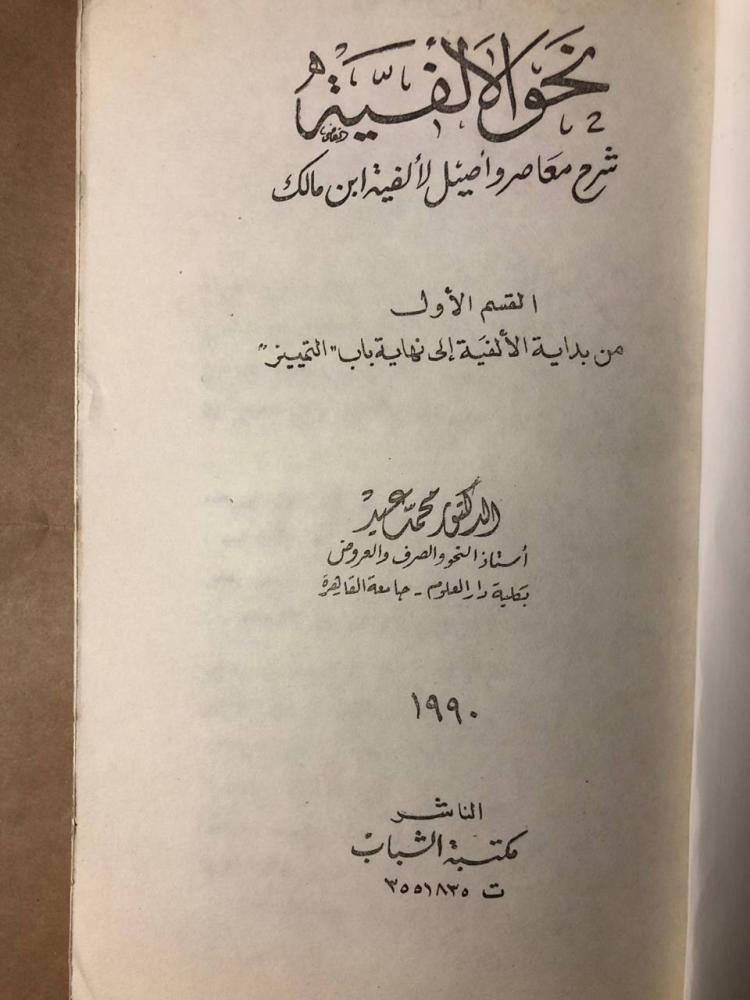 نحو الألفية
شرح معاصر وأصيل لألفية ابن مالك
القسم الأول
من بداية الألفية إلى نهاية باب "التمييز"
الدكتور محمد عيد
أستاذ النحو والصرف والعروض
بكلية دار العلوم - جامعة القاهرة
١٩٩٠
الناشر
مكتبة الشباب
ت ٣٥٥١٨٣٥